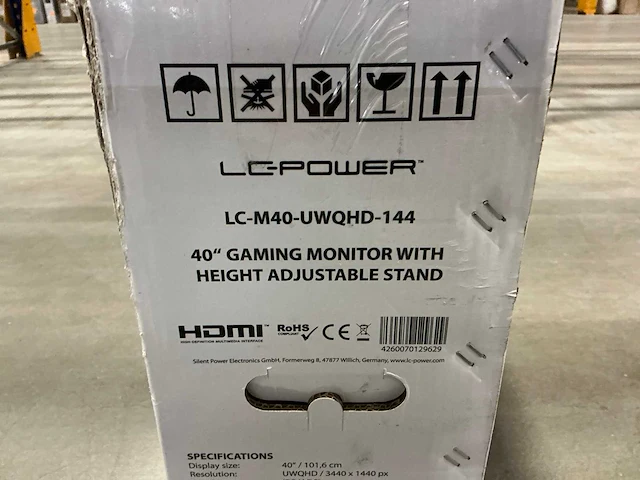 LC-POWER™
LC-M40-UWQHD-144
40“ GAMING MONITOR WITH
HEIGHT ADJUSTABLE STAND
HDMI™
HIGH-DEFINITION MULTIMEDIA INTERFACE
RoHS
COMPLIANT
CE
4260070129629
Silent Power Electronics GmbH, Formerweg 8, 47877 Willich, Germany, www.lc-power.com
SPECIFICATIONS
Display size: 40" / 101,6 cm
Resolution: UWQHD / 3440 x 1440 px